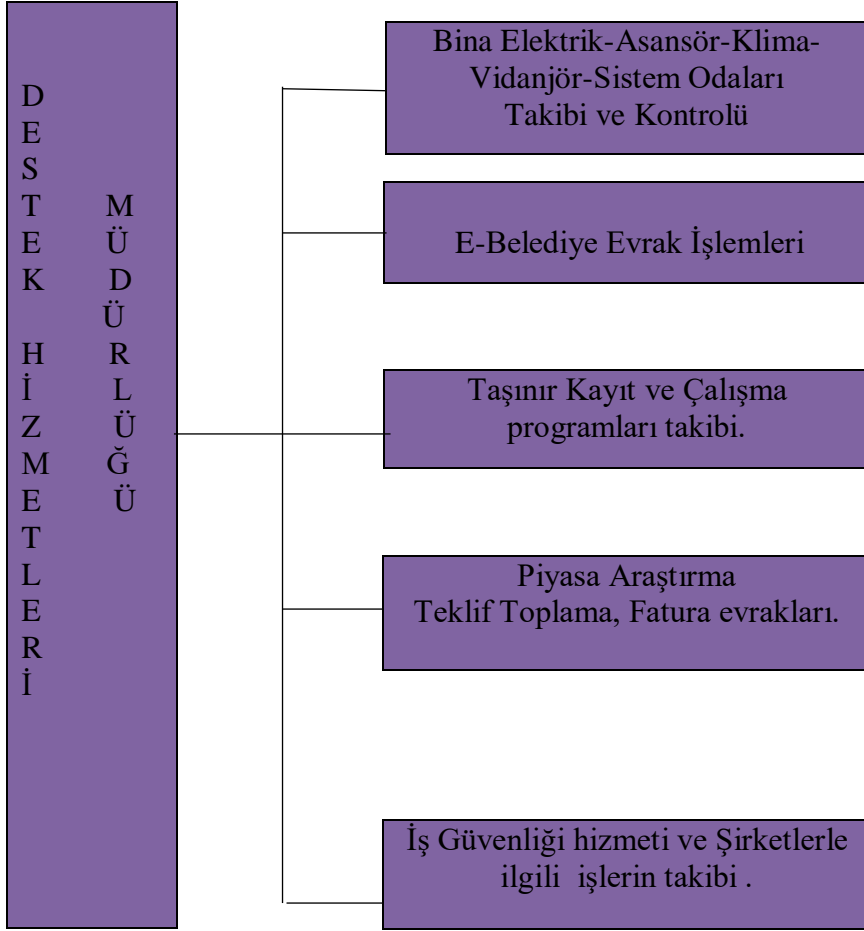 DESTEK HİZMETLERİ
MÜDÜRLÜĞÜ
Bina Elektrik-Asansör-Klima-
Vidanjör-Sistem Odaları
Takibi ve Kontrolü
E-Belediye Evrak İşlemleri
Taşınır Kayıt ve Çalışma
programları takibi.
Piyasa Araştırma
Teklif Toplama, Fatura evrakları.
İş Güvenliği hizmeti ve Şirketlerle
ilgili işlerin takibi .